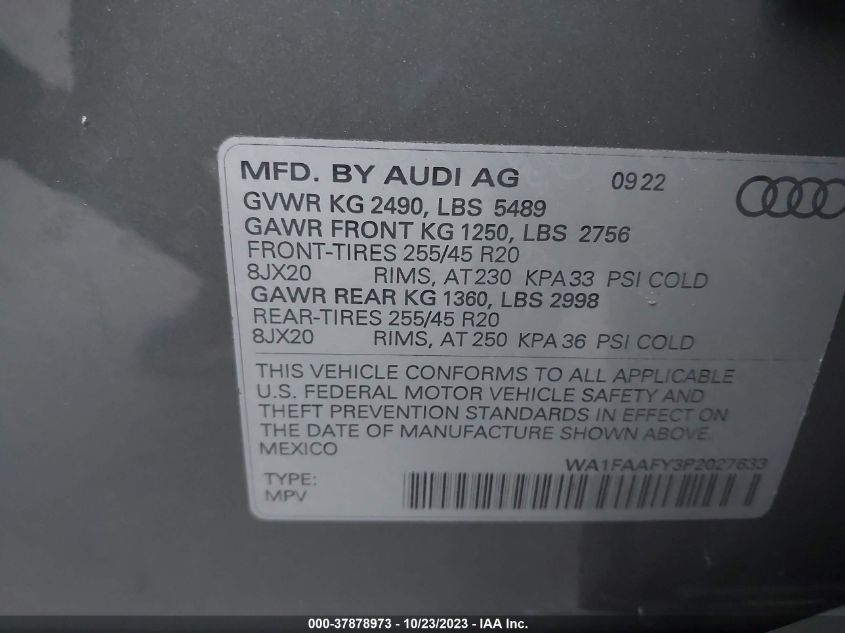 MFD. BY AUDI AG 09 22
GVWR KG 2490, LBS 5489
GAWR FRONT KG 1250, LBS 2756
FRONT-TIRES 255/45 R20
8JX20 RIMS, AT 230 KPA 33 PSI COLD
GAWR REAR KG 1360, LBS 2998
REAR-TIRES 255/45 R20
8JX20 RIMS, AT 250 KPA 36 PSI COLD
THIS VEHICLE CONFORMS TO ALL APPLICABLE
U.S. FEDERAL MOTOR VEHICLE SAFETY AND
THEFT PREVENTION STANDARDS IN EFFECT ON
THE DATE OF MANUFACTURE SHOWN ABOVE.
MEXICO
WA1FAAFY3P2027633
TYPE:
MPV
000-37878973 - 10/23/2023 - IAA Inc.